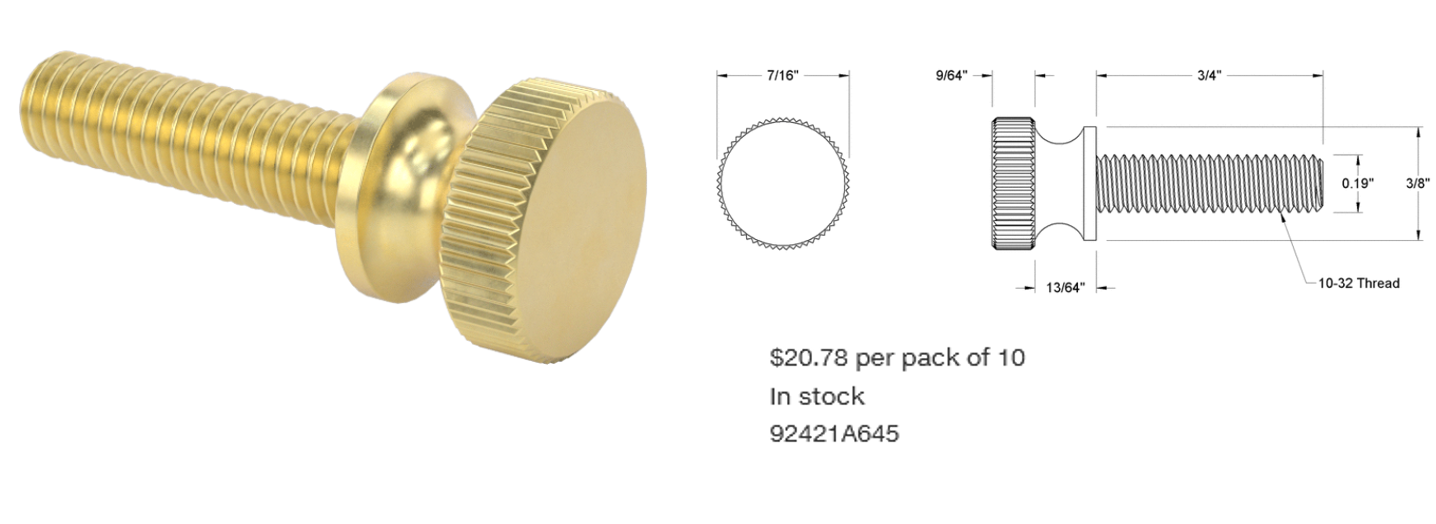 7/16"
9/64"
3/4"
0.19"
3/8"
13/64"
10-32 Thread
$20.78 per pack of 10
In stock
92421A645